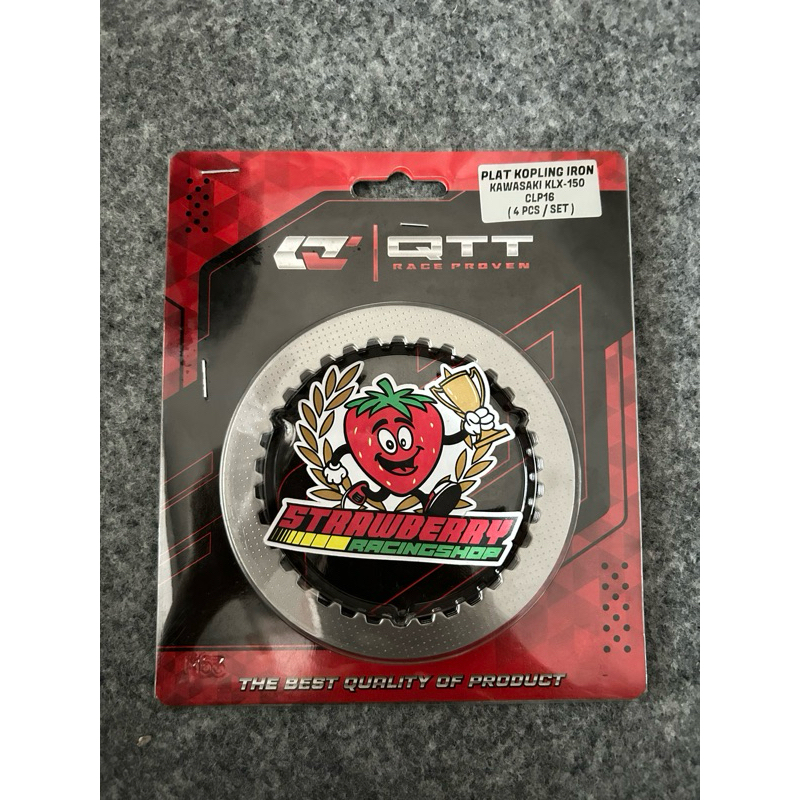 PLAT KOPLING IRON
KAWASAKI KLX-150
CLP16
( 4 PCS / SET )
QTT
RACE PROVEN
STRAWBERRY
RACINGSHOP
THE BEST QUALITY OF PRODUCT